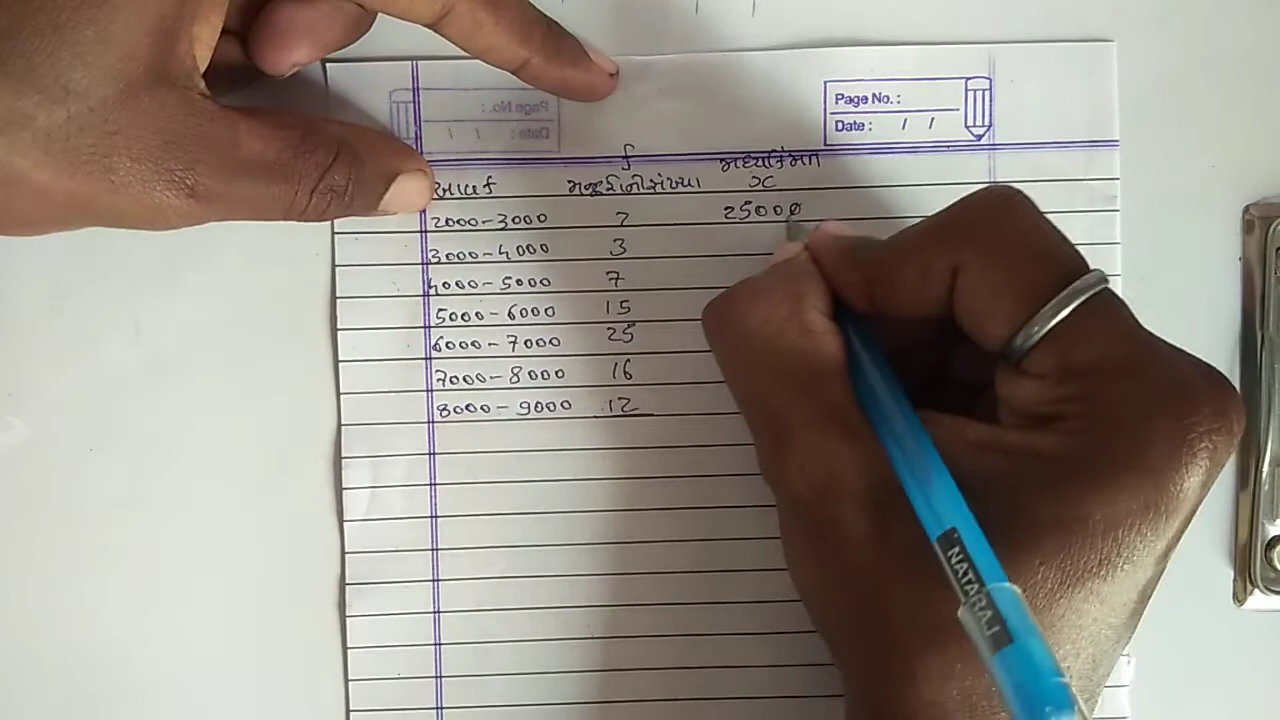 Page No. :
Date : / /
f મધ્યકિંમત
આવક મજૂરોની સંખ્યા x
2000-3000 2 25000
3000-4000 3
4000-5000 7
5000-6000 15
6000-7000 25
7000-8000 16
8000-9000 12
NATARAJ